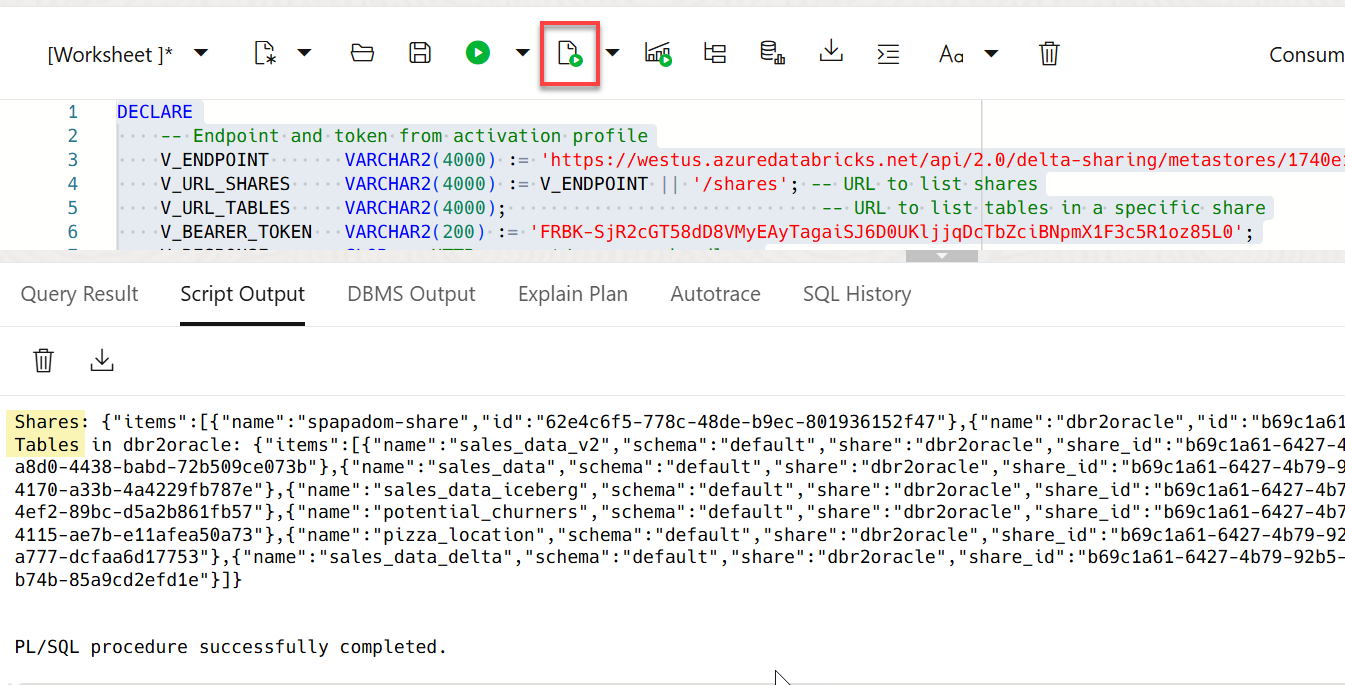 [Worksheet ]* Aa Consum
1 DECLARE
2 -- Endpoint and token from activation profile
3 V_ENDPOINT VARCHAR2(4000) := 'https://westus.azuredatabricks.net/api/2.0/delta-sharing/metastores/1740e
4 V_URL_SHARES VARCHAR2(4000) := V_ENDPOINT || '/shares'; -- URL to list shares
5 V_URL_TABLES VARCHAR2(4000); -- URL to list tables in a specific share
6 V_BEARER_TOKEN VARCHAR2(200) := 'FRBK-SjR2cGT58dD8VMyEAyTagaiSJ6D0UKljjqDcTbZciBNpmX1F3c5R1oz85L0';
Query Result Script Output DBMS Output Explain Plan Autotrace SQL History
Shares: {"items":[{"name":"spapadom-share","id":"62e4c6f5-778c-48de-b9ec-801936152f47"},{"name":"dbr2oracle","id":"b69c1a61
Tables in dbr2oracle: {"items":[{"name":"sales_data_v2","schema":"default","share":"dbr2oracle","share_id":"b69c1a61-6427-4
a8d0-4438-babd-72b509ce073b"},{"name":"sales_data","schema":"default","share":"dbr2oracle","share_id":"b69c1a61-6427-4b79-9
4170-a33b-4a4229fb787e"},{"name":"sales_data_iceberg","schema":"default","share":"dbr2oracle","share_id":"b69c1a61-6427-4b7
4ef2-89bc-d5a2b861fb57"},{"name":"potential_churners","schema":"default","share":"dbr2oracle","share_id":"b69c1a61-6427-4b7
4115-ae7b-e11afea50a73"},{"name":"pizza_location","schema":"default","share":"dbr2oracle","share_id":"b69c1a61-6427-4b79-92
a777-dcfaa6d17753"},{"name":"sales_data_delta","schema":"default","share":"dbr2oracle","share_id":"b69c1a61-6427-4b79-92b5-
b74b-85a9cd2efd1e"}]}
PL/SQL procedure successfully completed.